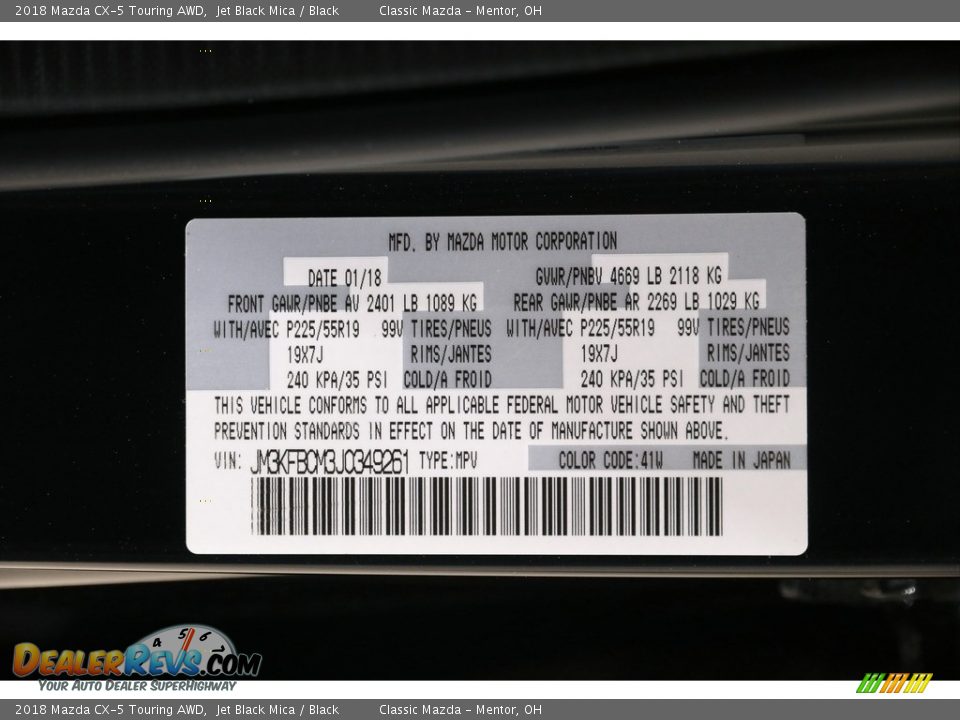 2018 Mazda CX-5 Touring AWD, Jet Black Mica / Black Classic Mazda - Mentor, OH
MFD. BY MAZDA MOTOR CORPORATION
DATE 01/18 GVWR/PNBV 4669 LB 2118 KG
FRONT GAWR/PNBE AV 2401 LB 1089 KG REAR GAWR/PNBE AR 2269 LB 1029 KG
WITH/AVEC P225/55R19 99V TIRES/PNEUS WITH/AVEC P225/55R19 99V TIRES/PNEUS
19X7J RIMS/JANTES 19X7J RIMS/JANTES
240 KPA/35 PSI COLD/A FROID 240 KPA/35 PSI COLD/A FROID
THIS VEHICLE CONFORMS TO ALL APPLICABLE FEDERAL MOTOR VEHICLE SAFETY AND THEFT
PREVENTION STANDARDS IN EFFECT ON THE DATE OF MANUFACTURE SHOWN ABOVE.
VIN: JM3KFBCM3J0349261 TYPE:MPV COLOR CODE:41W MADE IN JAPAN
4 5 6
DEALERREVS.COM
YOUR AUTO DEALER SUPERHIGHWAY
2018 Mazda CX-5 Touring AWD, Jet Black Mica / Black Classic Mazda - Mentor, OH